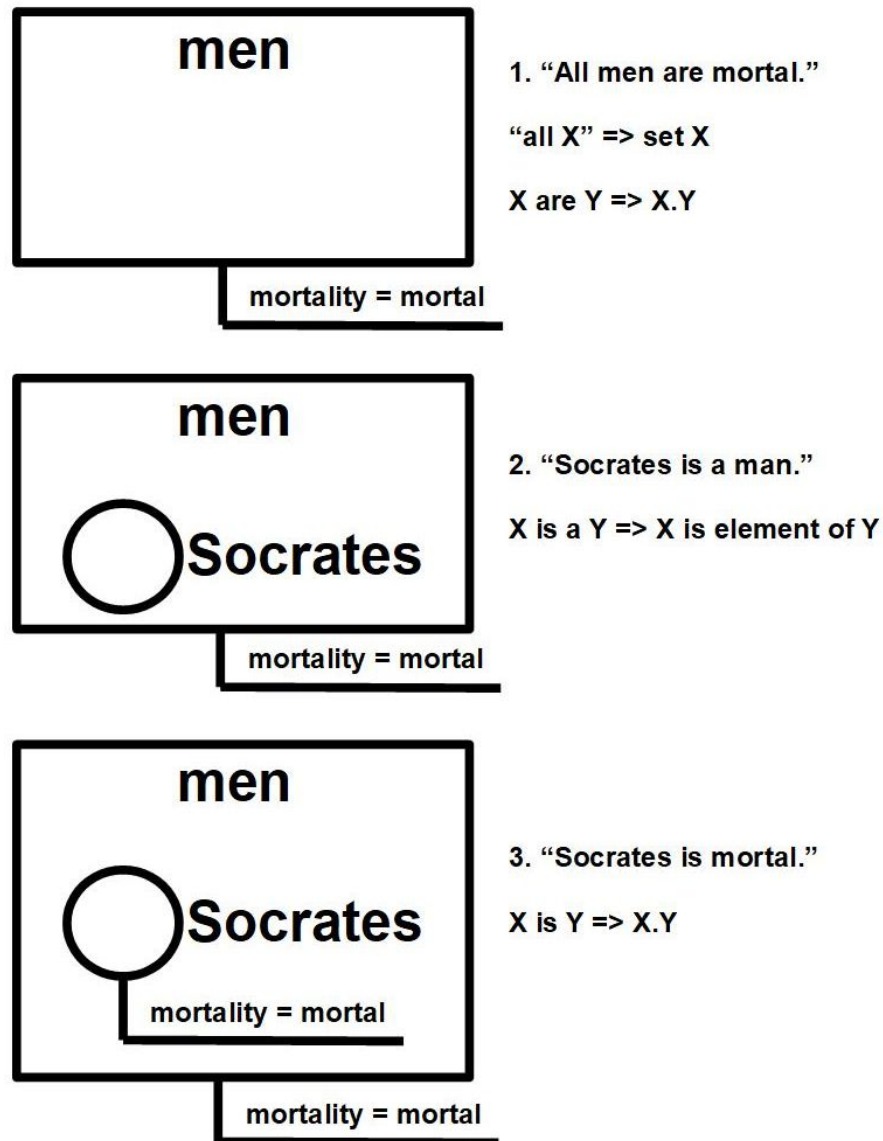 men
1. “All men are mortal.”
“all X” => set X
X are Y => X.Y
mortality = mortal
men
2. “Socrates is a man.”
X is a Y => X is element of Y
Socrates
mortality = mortal
men
3. “Socrates is mortal.”
Socrates
X is Y => X.Y
mortality = mortal
mortality = mortal